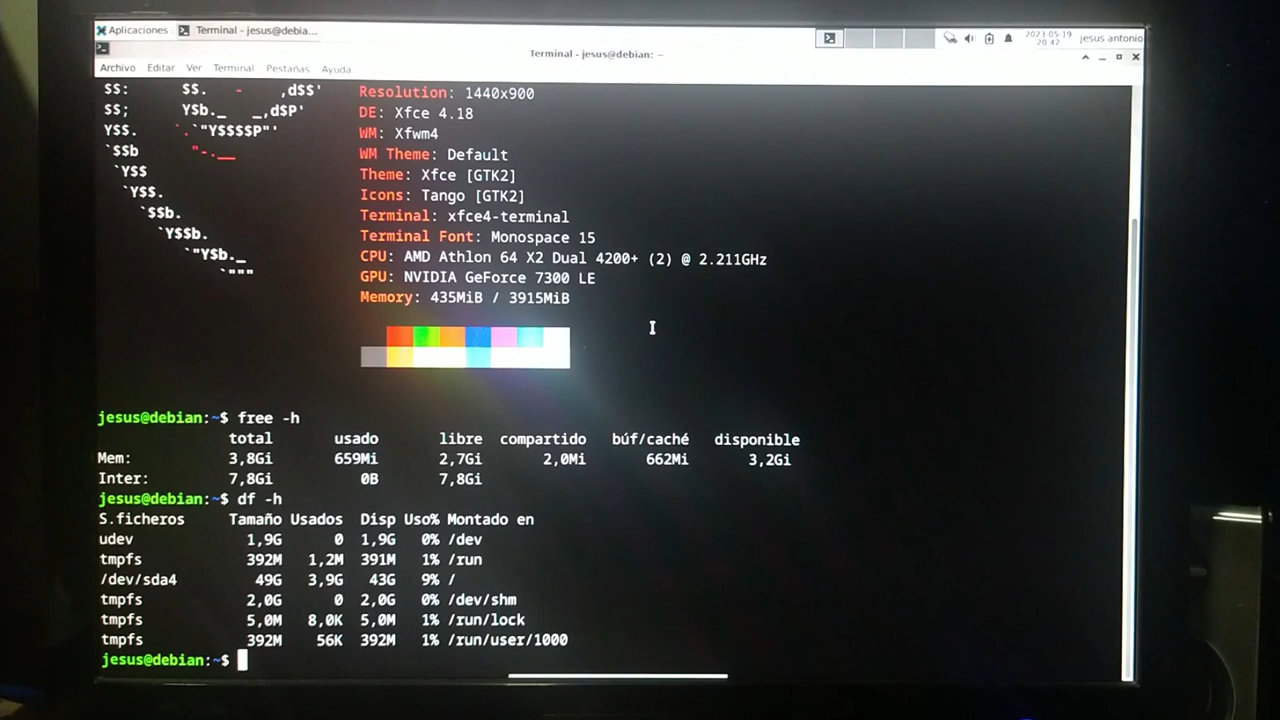 Aplicaciones
Terminal - jesus@debia...
2023-05-19
20:42
jesus antonio
Terminal - jesus@debian: ~
Archivo Editar Ver Terminal Pestañas Ayuda
$$: $$. - ,d$$' Resolution: 1440x900
$$; Y$b._ _,d$P' DE: Xfce 4.18
Y$$. `.`"Y$$$$P"' WM: Xfwm4
`$$b "-.__ WM Theme: Default
`Y$$ Theme: Xfce [GTK2]
`Y$$. Icons: Tango [GTK2]
`$$b. Terminal: xfce4-terminal
`Y$$b. Terminal Font: Monospace 15
`"Y$b._ CPU: AMD Athlon 64 X2 Dual 4200+ (2) @ 2.211GHz
`""" GPU: NVIDIA GeForce 7300 LE
Memory: 435MiB / 3915MiB
jesus@debian:~$ free -h
total usado libre compartido búf/caché disponible
Mem: 3,8Gi 659Mi 2,7Gi 2,0Mi 662Mi 3,2Gi
Inter: 7,8Gi 0B 7,8Gi
jesus@debian:~$ df -h
S.ficheros Tamaño Usados Disp Uso% Montado en
udev 1,9G 0 1,9G 0% /dev
tmpfs 392M 1,2M 391M 1% /run
/dev/sda4 49G 3,9G 43G 9% /
tmpfs 2,0G 0 2,0G 0% /dev/shm
tmpfs 5,0M 8,0K 5,0M 1% /run/lock
tmpfs 392M 56K 392M 1% /run/user/1000
jesus@debian:~$